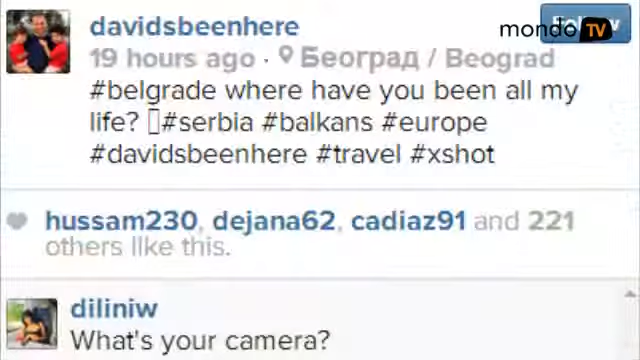 davidsbeenhere
mondo TV
19 hours ago · Београд / Beograd
#belgrade where have you been all my
life? #serbia #balkans #europe
#davidsbeenhere #travel #xshot
hussam230, dejana62, cadiaz91 and 221
others like this.
diliniw
What's your camera?